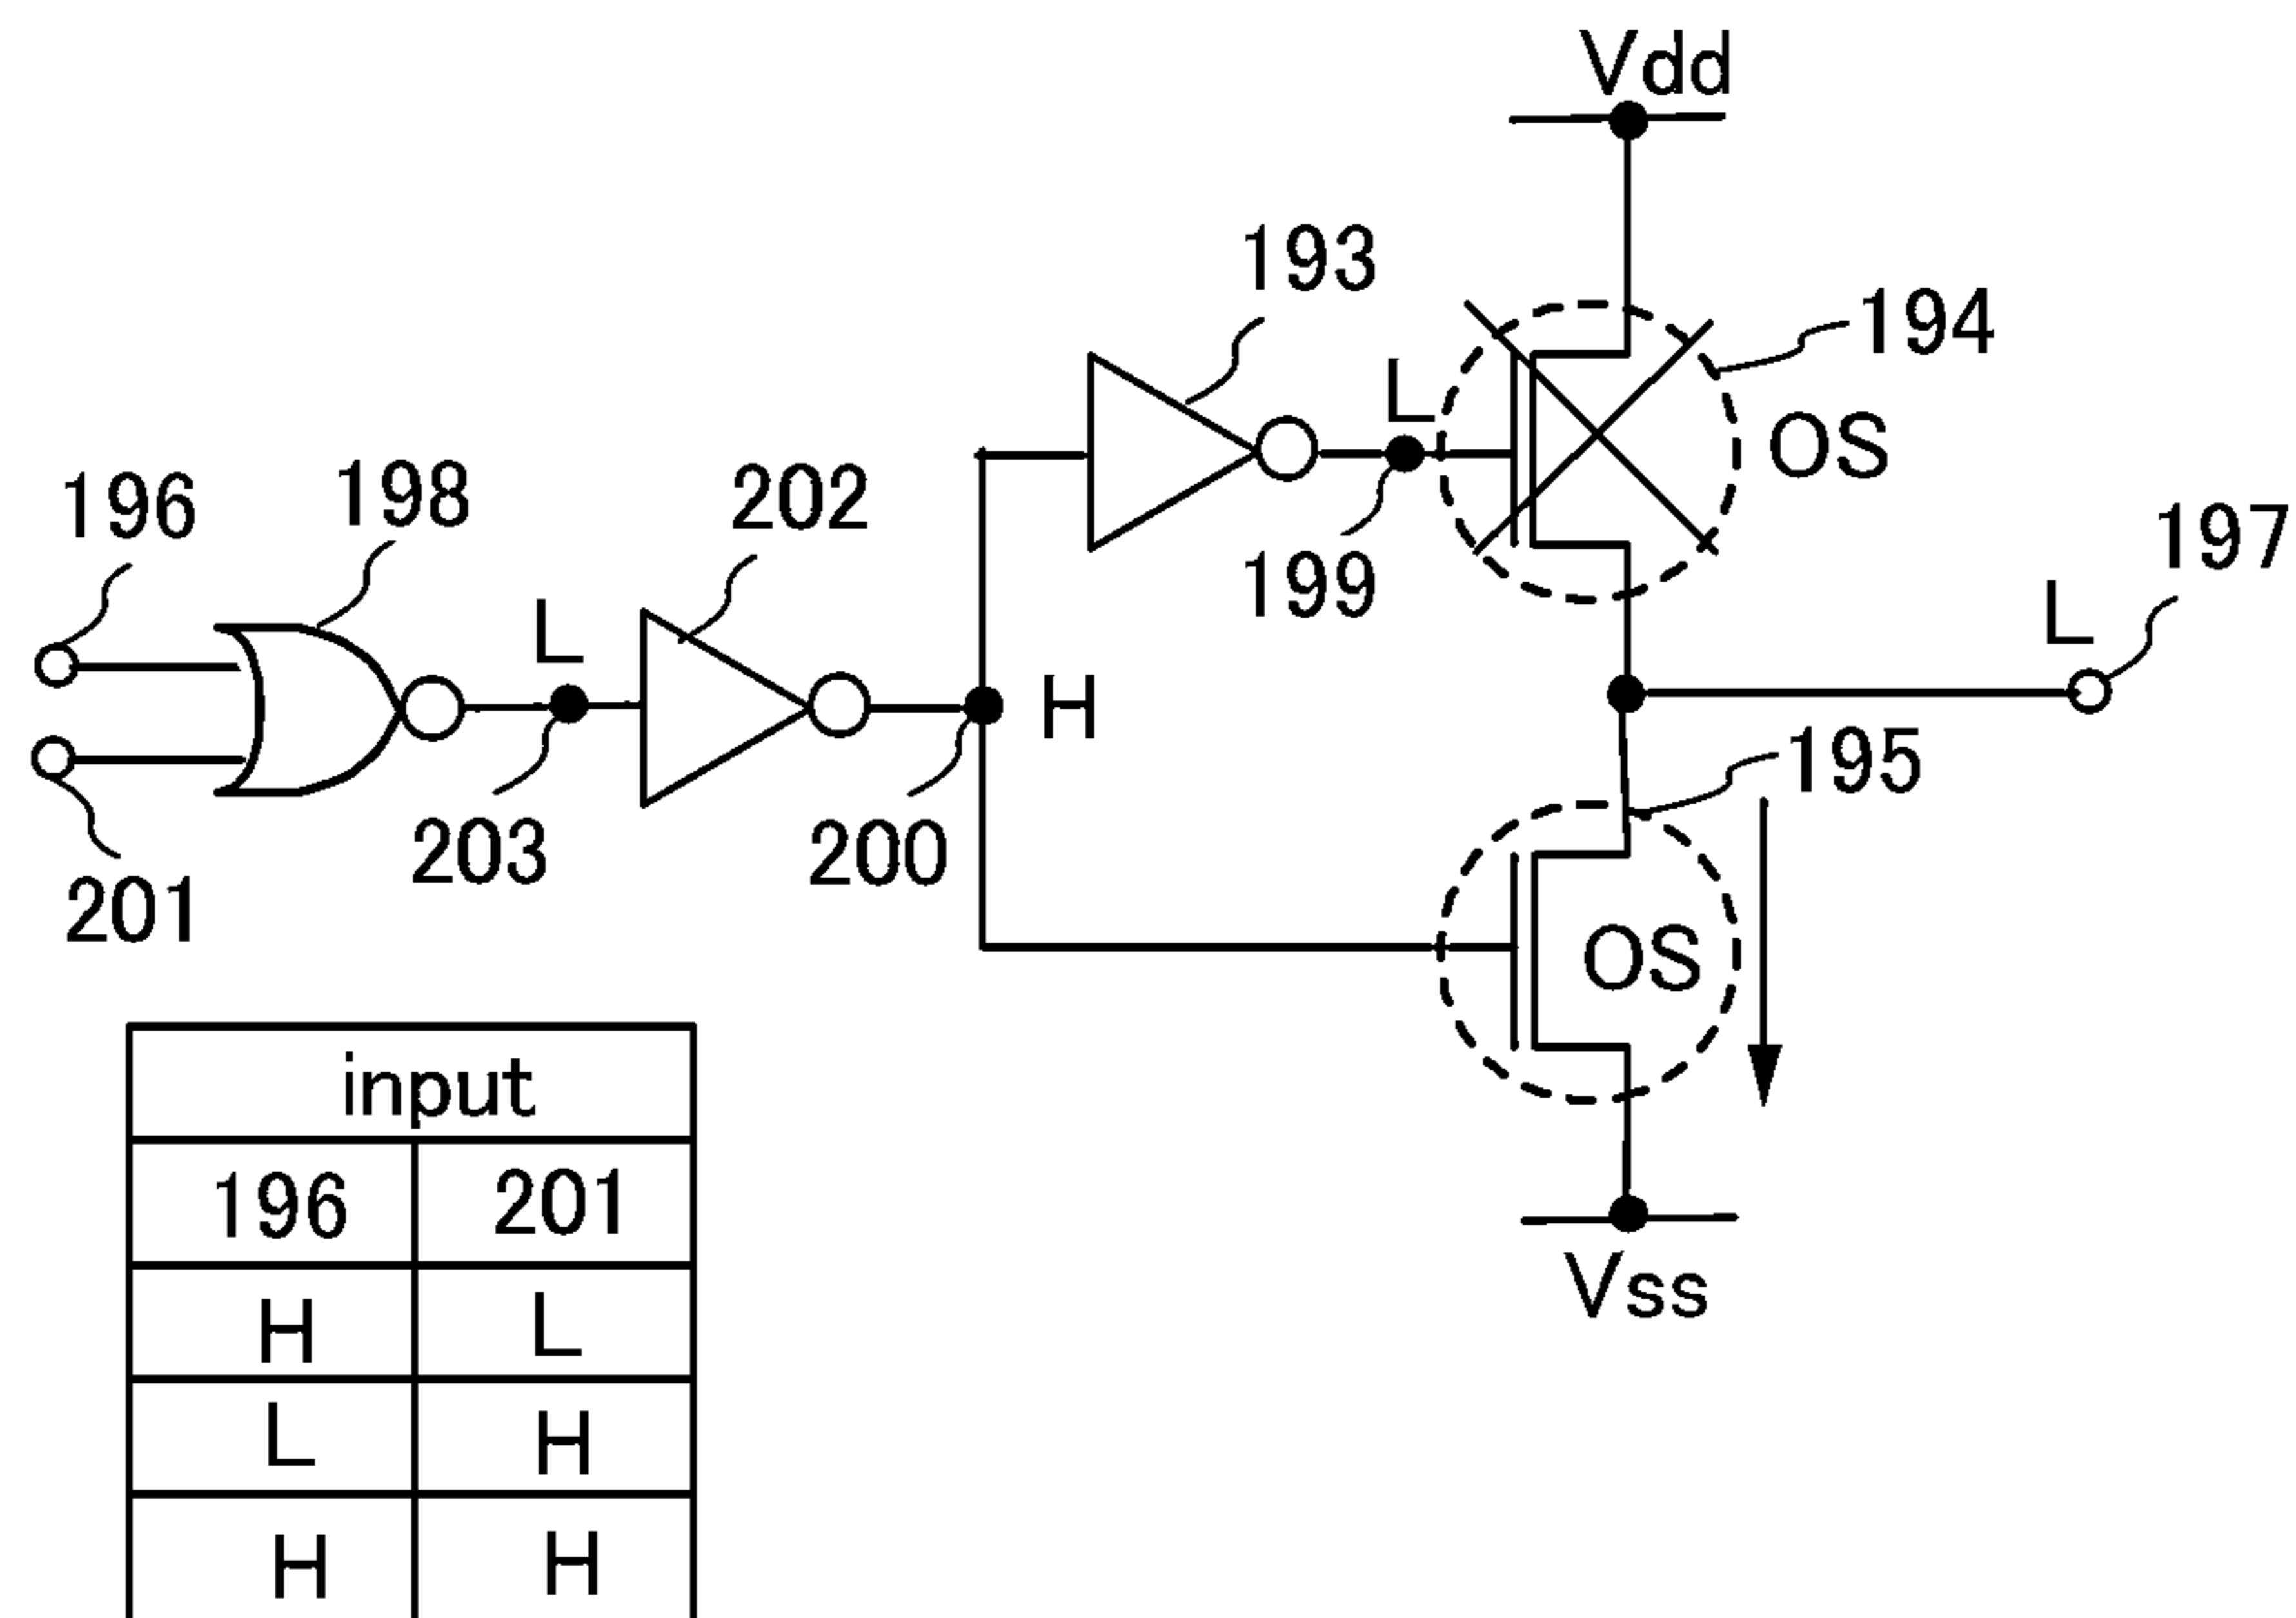 Vdd
193
194
L
OS
196
198
202
199
197
L
L
H
203
200
195
201
OS
Vss
input
196 201
H L
L H
H H